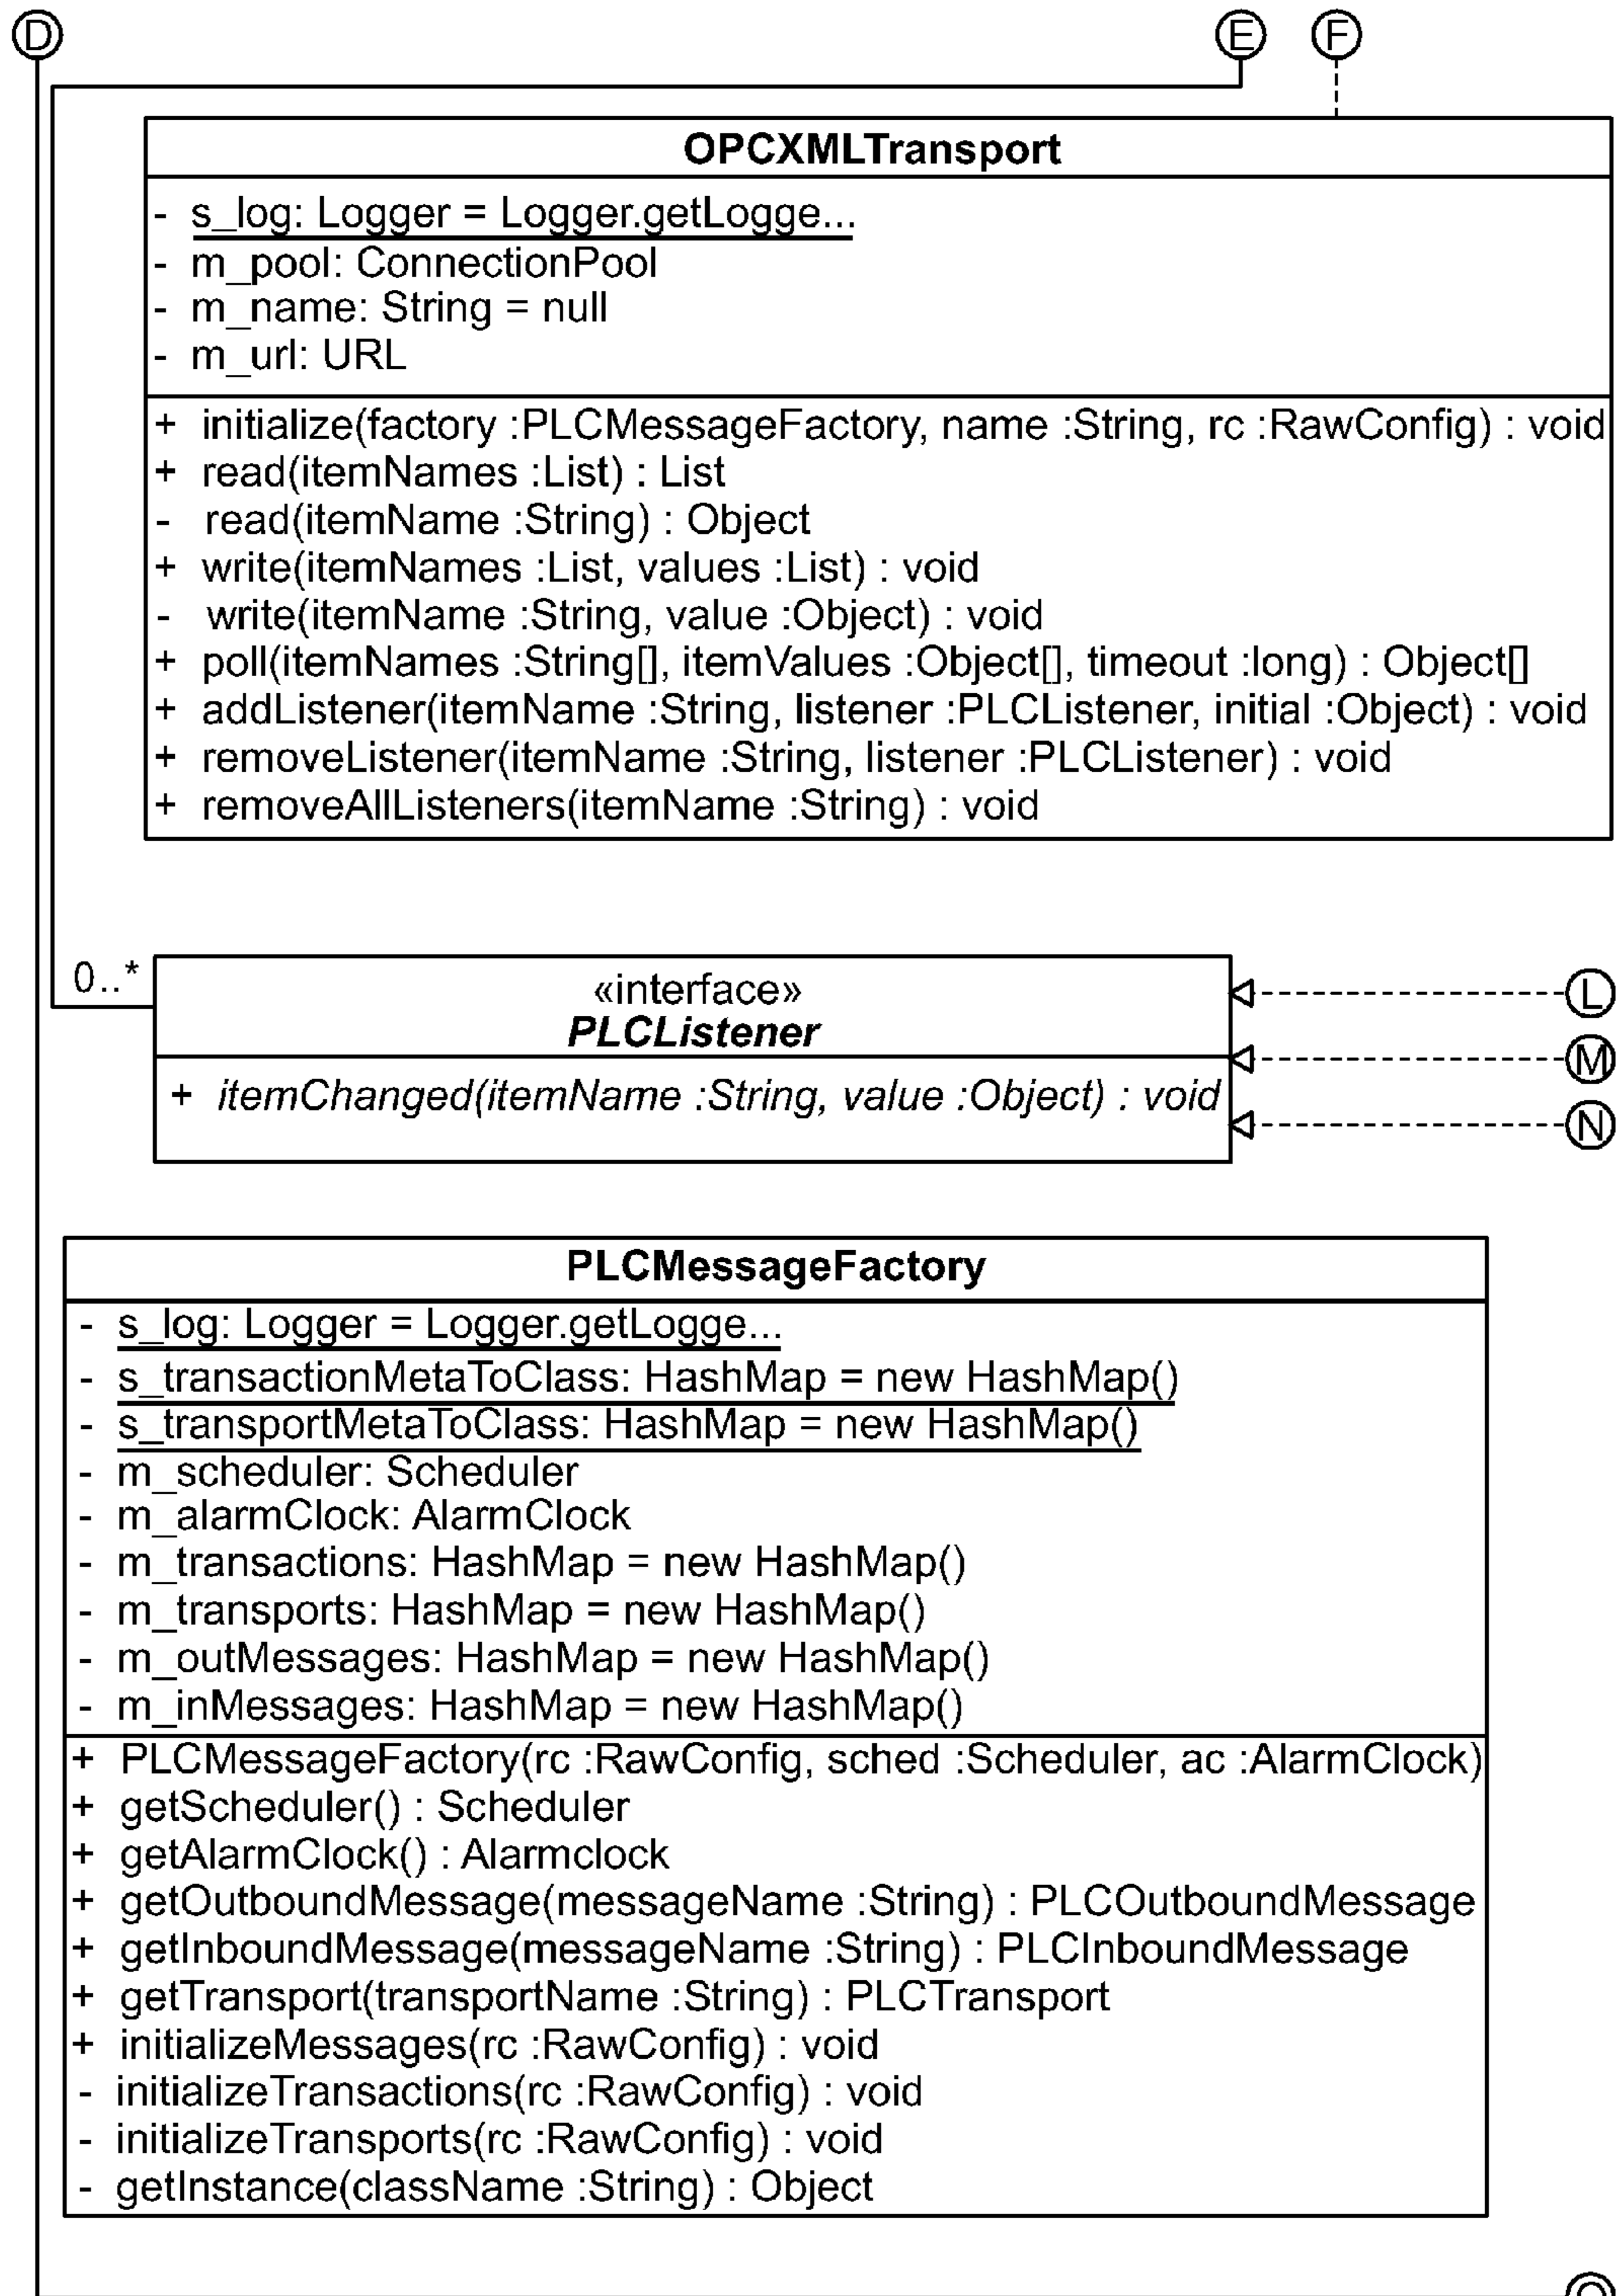 D
E
F
OPCXMLTransport
- s_log: Logger = Logger.getLogge...
- m_pool: ConnectionPool
- m_name: String = null
- m_url: URL
+ initialize(factory :PLCMessageFactory, name :String, rc :RawConfig) : void
+ read(itemNames :List) : List
- read(itemName :String) : Object
+ write(itemNames :List, values :List) : void
- write(itemName :String, value :Object) : void
+ poll(itemNames :String[], itemValues :Object[], timeout :long) : Object[]
+ addListener(itemName :String, listener :PLCListener, initial :Object) : void
+ removeListener(itemName :String, listener :PLCListener) : void
+ removeAllListeners(itemName :String) : void
0..*
«interface»
PLCListener
+ itemChanged(itemName :String, value :Object) : void
L
M
N
PLCMessageFactory
- s_log: Logger = Logger.getLogge...
- s_transactionMetaToClass: HashMap = new HashMap()
- s_transportMetaToClass: HashMap = new HashMap()
- m_scheduler: Scheduler
- m_alarmClock: AlarmClock
- m_transactions: HashMap = new HashMap()
- m_transports: HashMap = new HashMap()
- m_outMessages: HashMap = new HashMap()
- m_inMessages: HashMap = new HashMap()
+ PLCMessageFactory(rc :RawConfig, sched :Scheduler, ac :AlarmClock)
+ getScheduler() : Scheduler
+ getAlarmClock() : Alarmclock
+ getOutboundMessage(messageName :String) : PLCOutboundMessage
+ getInboundMessage(messageName :String) : PLCInboundMessage
+ getTransport(transportName :String) : PLCTransport
+ initializeMessages(rc :RawConfig) : void
- initializeTransactions(rc :RawConfig) : void
- initializeTransports(rc :RawConfig) : void
- getInstance(className :String) : Object